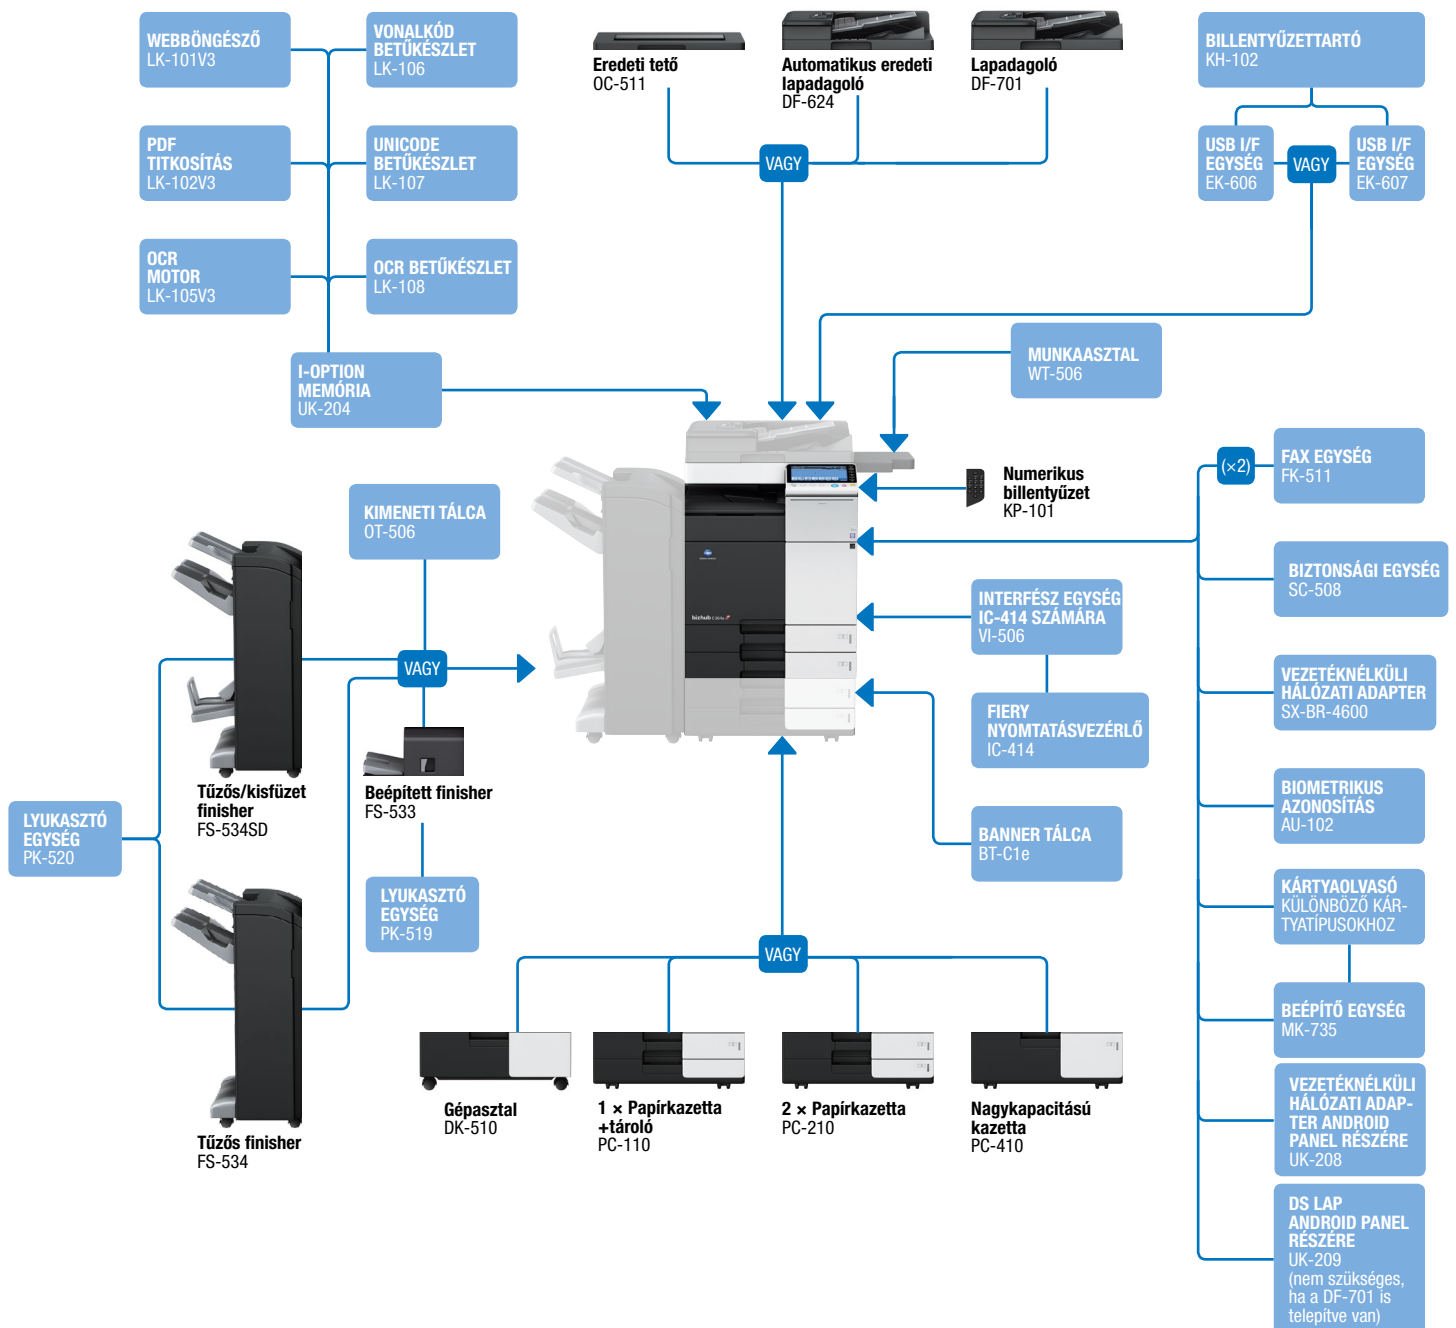 WEBBÖNGÉSZŐ
LK-101V3
VONALKÓD
BETŰKÉSZLET
LK-106
PDF
TITKOSÍTÁS
LK-102V3
UNICODE
BETŰKÉSZLET
LK-107
OCR
MOTOR
LK-105V3
OCR BETŰKÉSZLET
LK-108
I-OPTION
MEMÓRIA
UK-204
Eredeti tető
OC-511
Automatikus eredeti
lapadagoló
DF-624
Lapadagoló
DF-701
VAGY
BILLENTYŰZETTARTÓ
KH-102
USB I/F
EGYSÉG
EK-606
VAGY
USB I/F
EGYSÉG
EK-607
MUNKAASZTAL
WT-506
Numerikus
billentyűzet
KP-101
(×2)
FAX EGYSÉG
FK-511
BIZTONSÁGI EGYSÉG
SC-508
VEZETÉKNÉLKÜLI
HÁLÓZATI ADAPTER
SX-BR-4600
BIOMETRIKUS
AZONOSÍTÁS
AU-102
KÁRTYAOLVASÓ
KÜLÖNBÖZŐ KÁR-
TYATÍPUSOKHOZ
BEÉPÍTŐ EGYSÉG
MK-735
VEZETÉKNÉLKÜLI
HÁLÓZATI ADAP-
TER ANDROID
PANEL RÉSZÉRE
UK-208
DS LAP
ANDROID PANEL
RÉSZÉRE
UK-209
(nem szükséges,
ha a DF-701 is
telepítve van)
KIMENETI TÁLCA
OT-506
VAGY
bizhub
INTERFÉSZ EGYSÉG
IC-414 SZÁMÁRA
VI-506
FIERY
NYOMTATÁSVEZÉRLŐ
IC-414
BANNER TÁLCA
BT-C1e
Tűzős/kisfüzet
finisher
FS-534SD
Beépített finisher
FS-533
LYUKASZTÓ
EGYSÉG
PK-520
LYUKASZTÓ
EGYSÉG
PK-519
Tűzős finisher
FS-534
VAGY
Gépasztal
DK-510
1 × Papírkazetta
+tároló
PC-110
2 × Papírkazetta
PC-210
Nagykapacitású
kazetta
PC-410